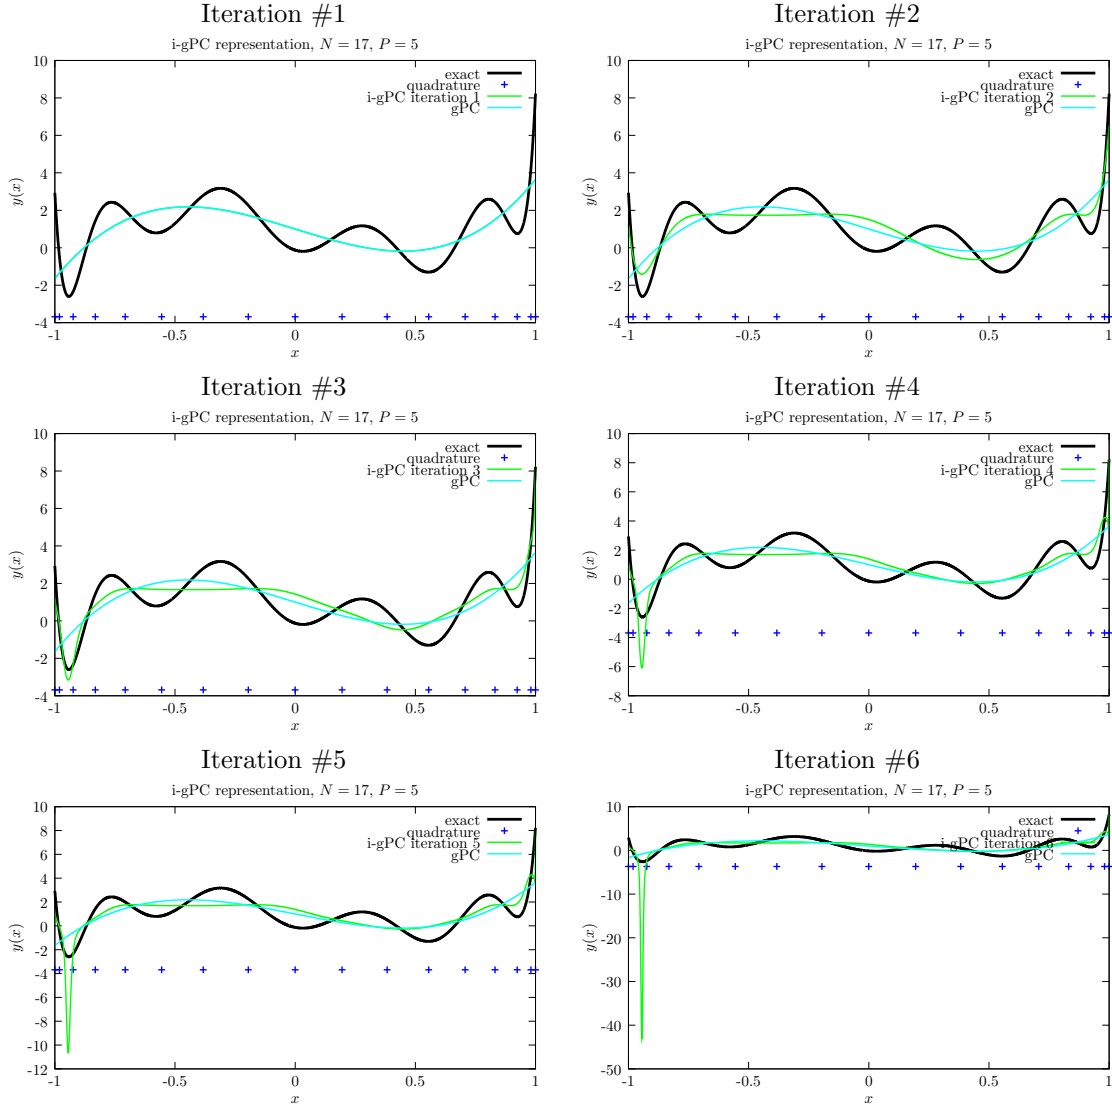 Iteration #1
i-gPC representation, N = 17, P = 5
exact
quadrature
i-gPC iteration 1
gPC
y(x)
10
8
6
4
2
0
-2
-4
-1 -0.5 0 0.5 1
x
Iteration #2
i-gPC representation, N = 17, P = 5
exact
quadrature
i-gPC iteration 2
gPC
y(x)
10
8
6
4
2
0
-2
-4
-1 -0.5 0 0.5 1
x
Iteration #3
i-gPC representation, N = 17, P = 5
exact
quadrature
i-gPC iteration 3
gPC
y(x)
10
8
6
4
2
0
-2
-4
-1 -0.5 0 0.5 1
x
Iteration #4
i-gPC representation, N = 17, P = 5
exact
quadrature
i-gPC iteration 4
gPC
y(x)
10
8
6
4
2
0
-2
-4
-6
-8
-1 -0.5 0 0.5 1
x
Iteration #5
i-gPC representation, N = 17, P = 5
exact
quadrature
i-gPC iteration 5
gPC
y(x)
10
8
6
4
2
0
-2
-4
-6
-8
-10
-12
-1 -0.5 0 0.5 1
x
Iteration #6
i-gPC representation, N = 17, P = 5
exact
quadrature
i-gPC iteration
gPC
y(x)
10
0
-10
-20
-30
-40
-50
-1 -0.5 0 0.5 1
x